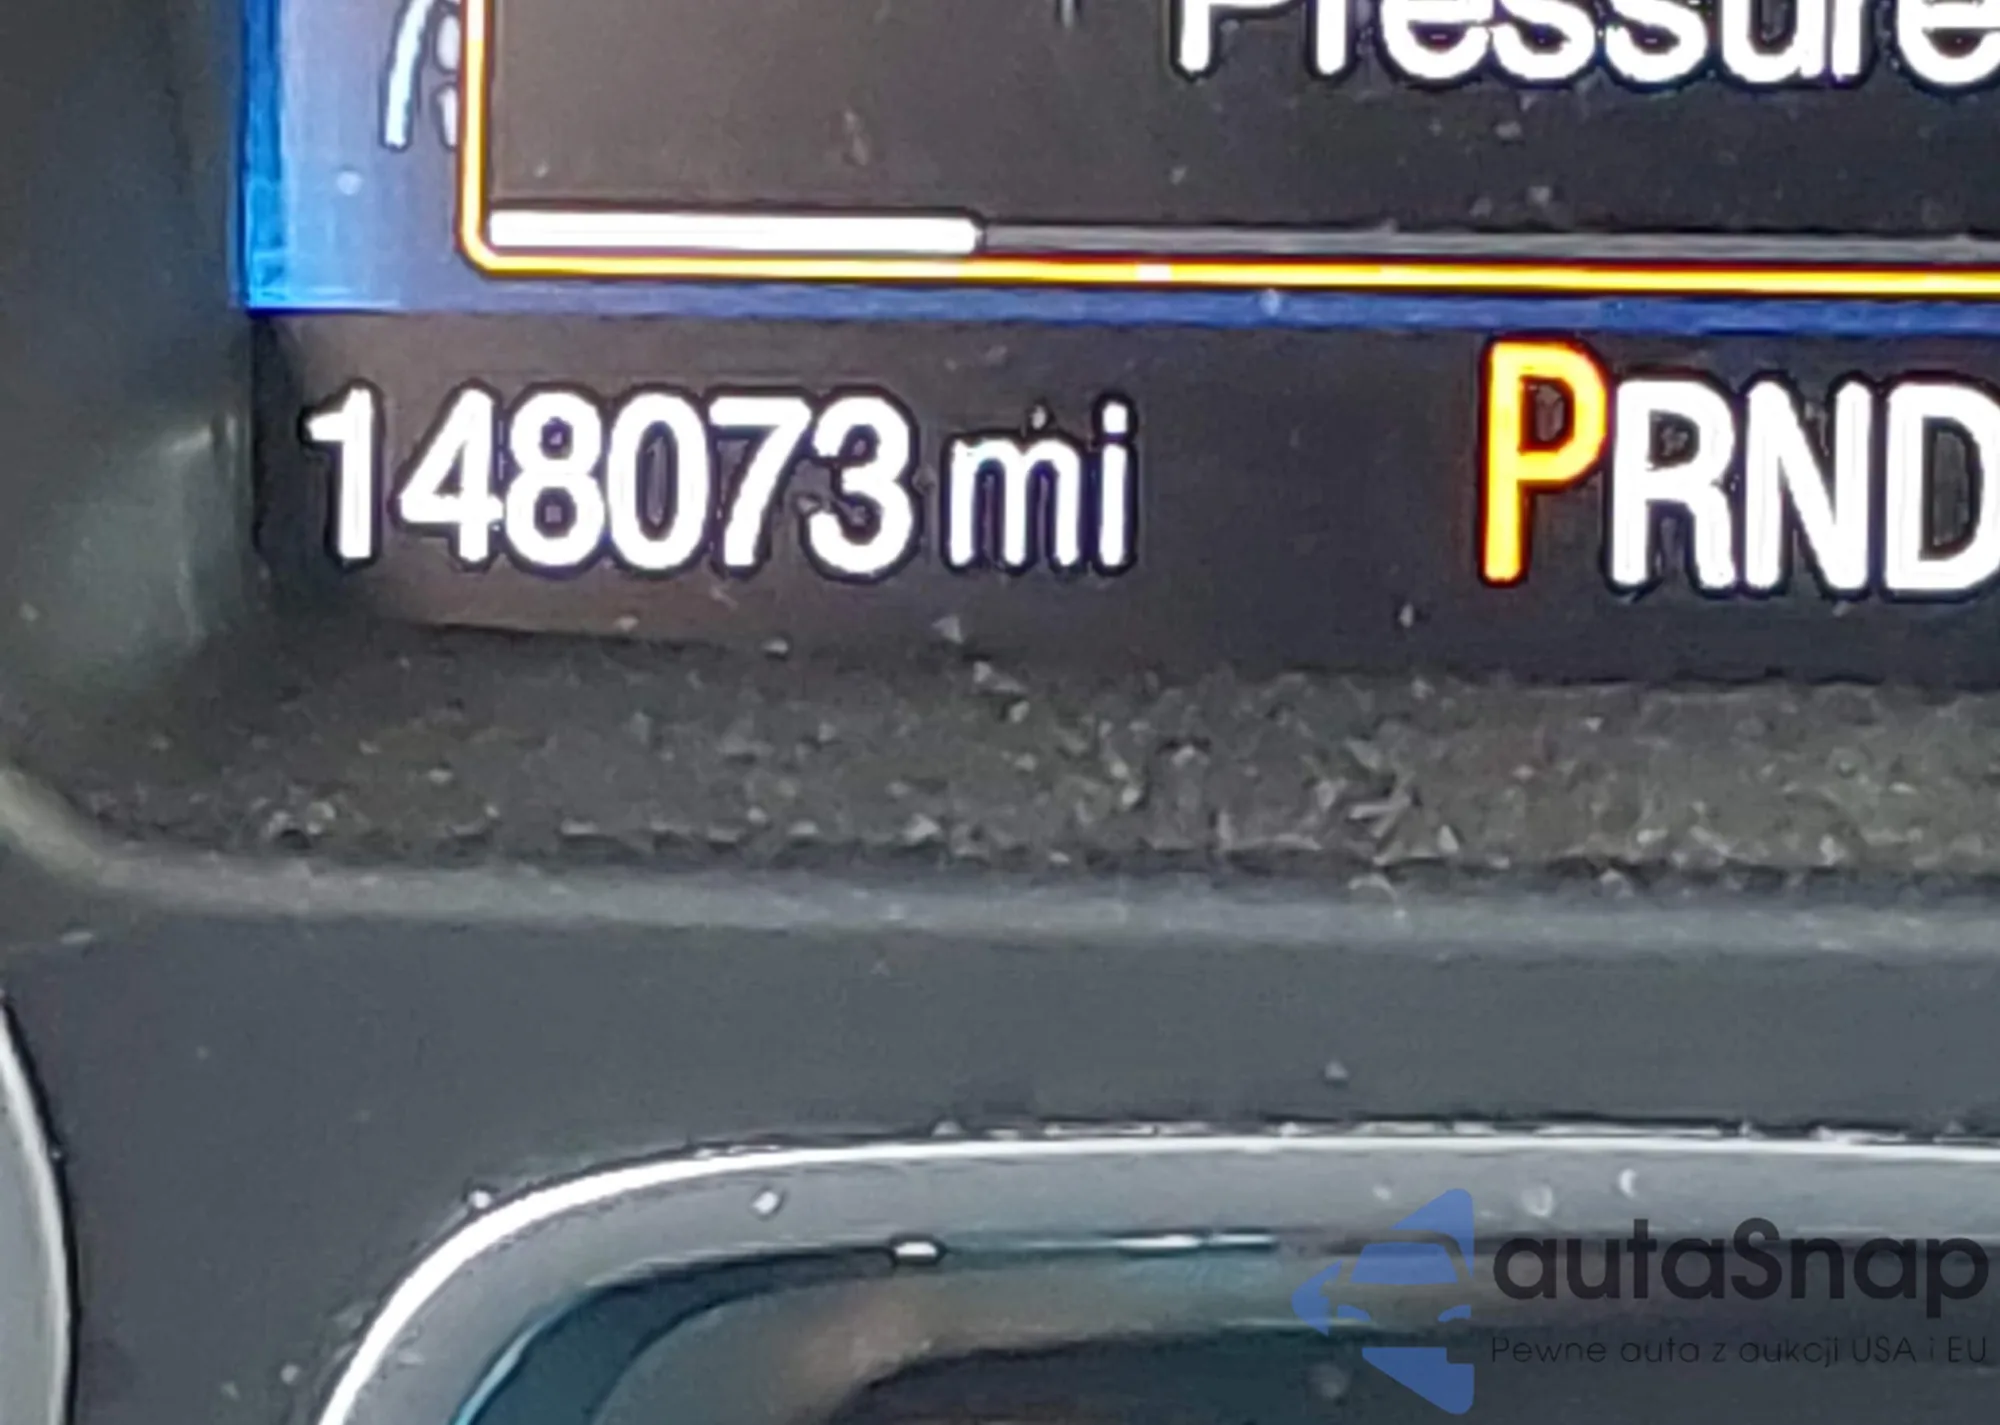 Pressure
148073 mi
PRND
autaSnap
Pewne auta z aukcji USA i EU